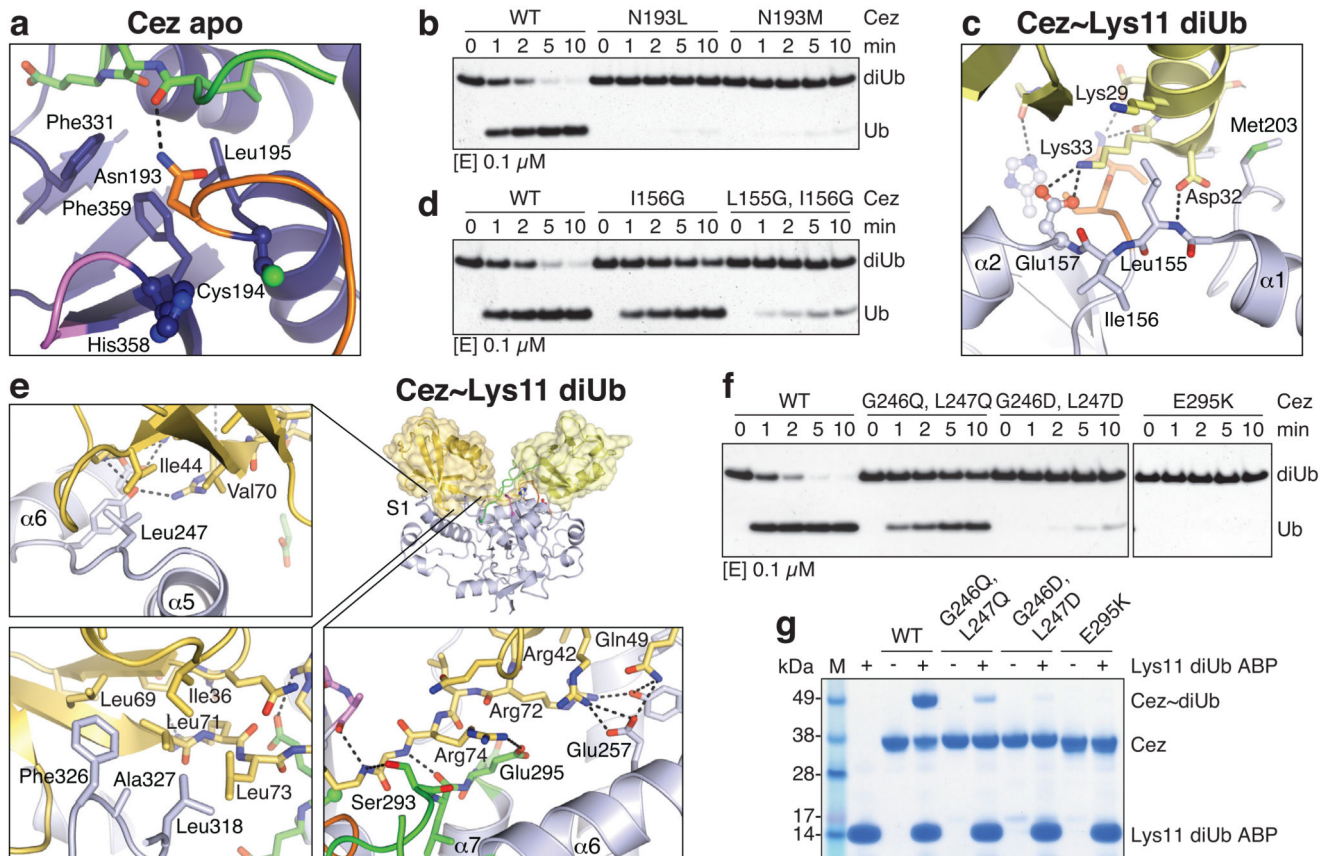 a Cez apo
Phe331
Leu195
Asn193
Phe359
Cys194
His358
b WT N193L N193M Cez
0 1 2 5 10 0 1 2 5 10 0 1 2 5 10 min
diUb
Ub
[E] 0.1 µM
d WT I156G L155G, I156G Cez
0 1 2 5 10 0 1 2 5 10 0 1 2 5 10 min
diUb
Ub
[E] 0.1 µM
c Cez~Lys11 diUb
Lys29
Met203
Lys33
Asp32
α2
Glu157
Leu155
α1
Ile156
e Cez~Lys11 diUb
Ile44
Val70
α6
Leu247
α5
S1
Leu69
Ile36
Leu71
Phe326
Ala327
Leu73
Leu318
Gln49
Arg42
Arg72
Glu257
Arg74
Glu295
Ser293
α7
α6
f WT G246Q, L247Q G246D, L247D E295K Cez
0 1 2 5 10 0 1 2 5 10 0 1 2 5 10 0 1 2 5 10 min
diUb
Ub
[E] 0.1 µM
g
WT
G246Q, L247Q
G246D, L247D
E295K
kDa M + - + - + - + - + Lys11 diUb ABP
49 Cez~diUb
38 Cez
28
17
14 Lys11 diUb ABP